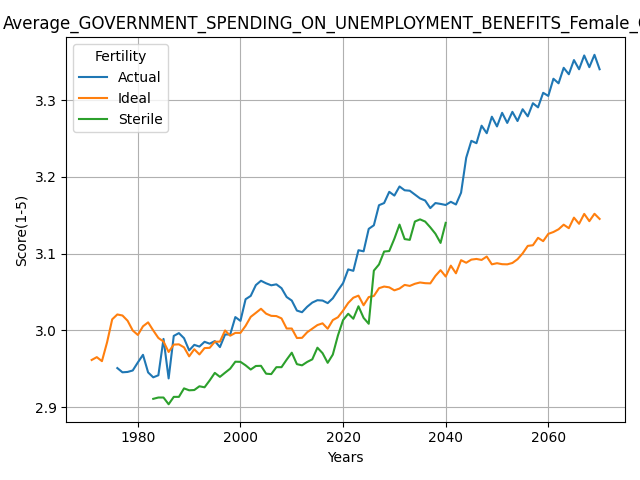 Average_GOVERNMENT_SPENDING_ON_UNEMPLOYMENT_BENEFITS_Female_
Fertility
Actual
Ideal
Sterile
3.3
3.2
3.1
3.0
2.9
Score(1-5)
1980 2000 2020 2040 2060
Years